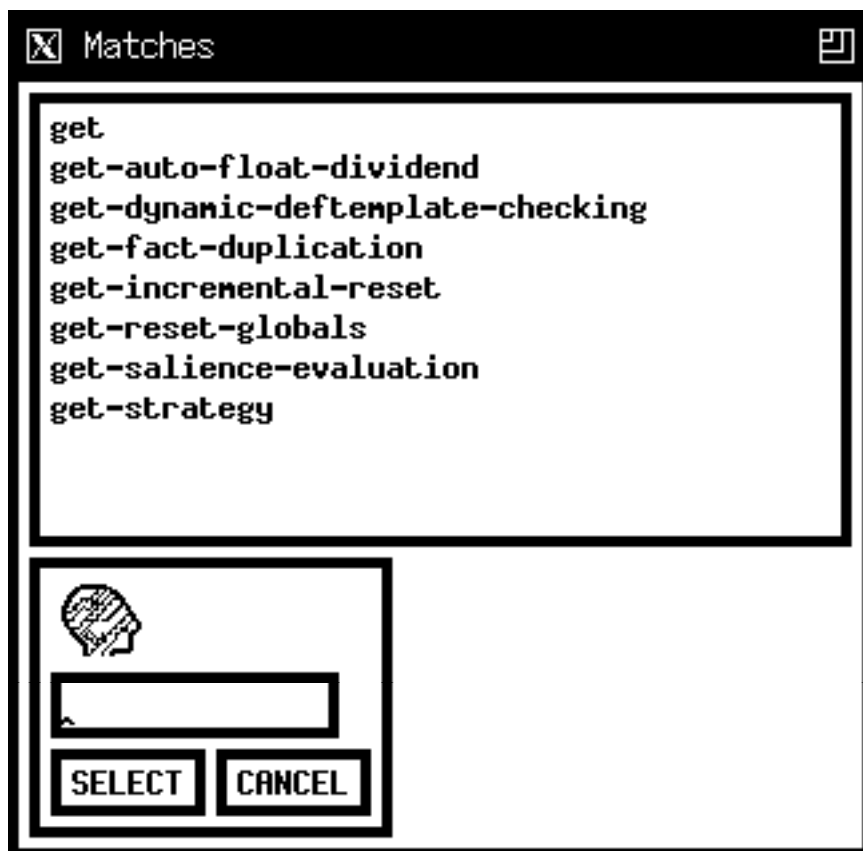 Matches
get
get-auto-float-dividend
get-dynamic-deftemplate-checking
get-fact-duplication
get-incremental-reset
get-reset-globals
get-salience-evaluation
get-strategy
SELECT CANCEL